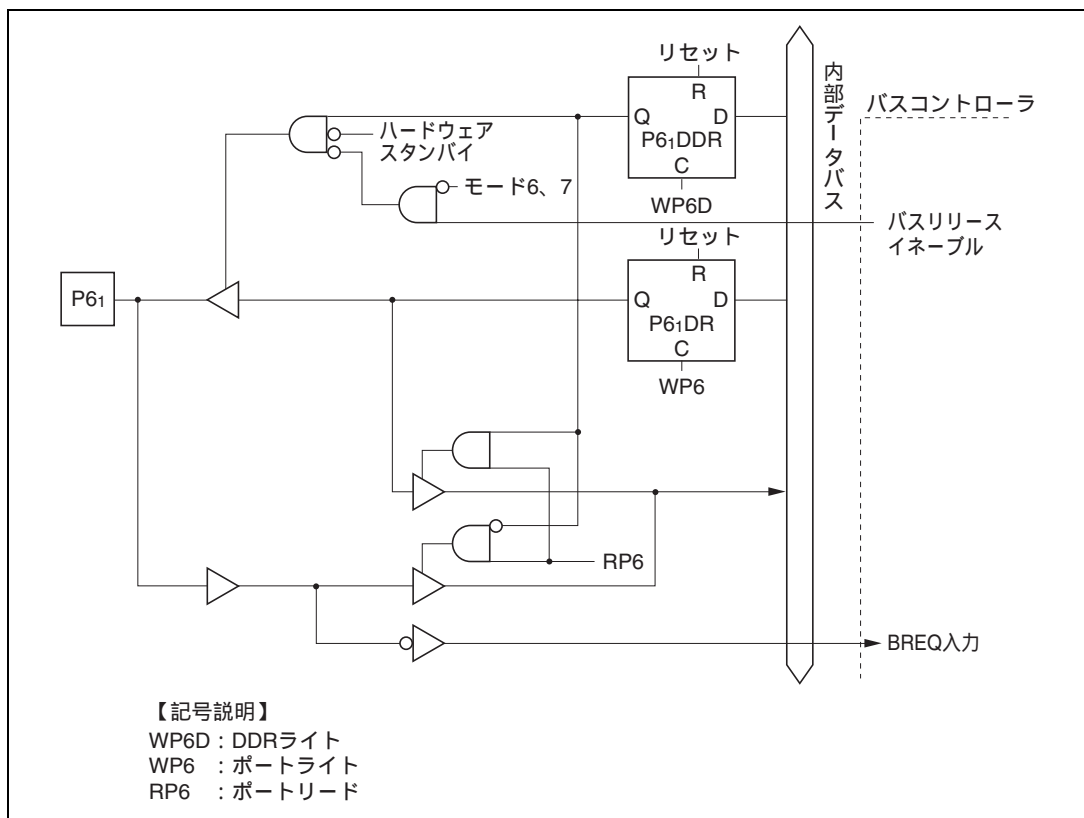 リセット
R
Q
D
P6₁DDR
C
WP6D
ハードウェア
スタンバイ
モード6、7
内部データバス
バスコントローラ
バスリリース
イネーブル
リセット
R
Q
D
P6₁DR
C
WP6
P6₁
RP6
BREQ入力
【記号説明】
WP6D：DDRライト
WP6 ：ポートライト
RP6 ：ポートリード